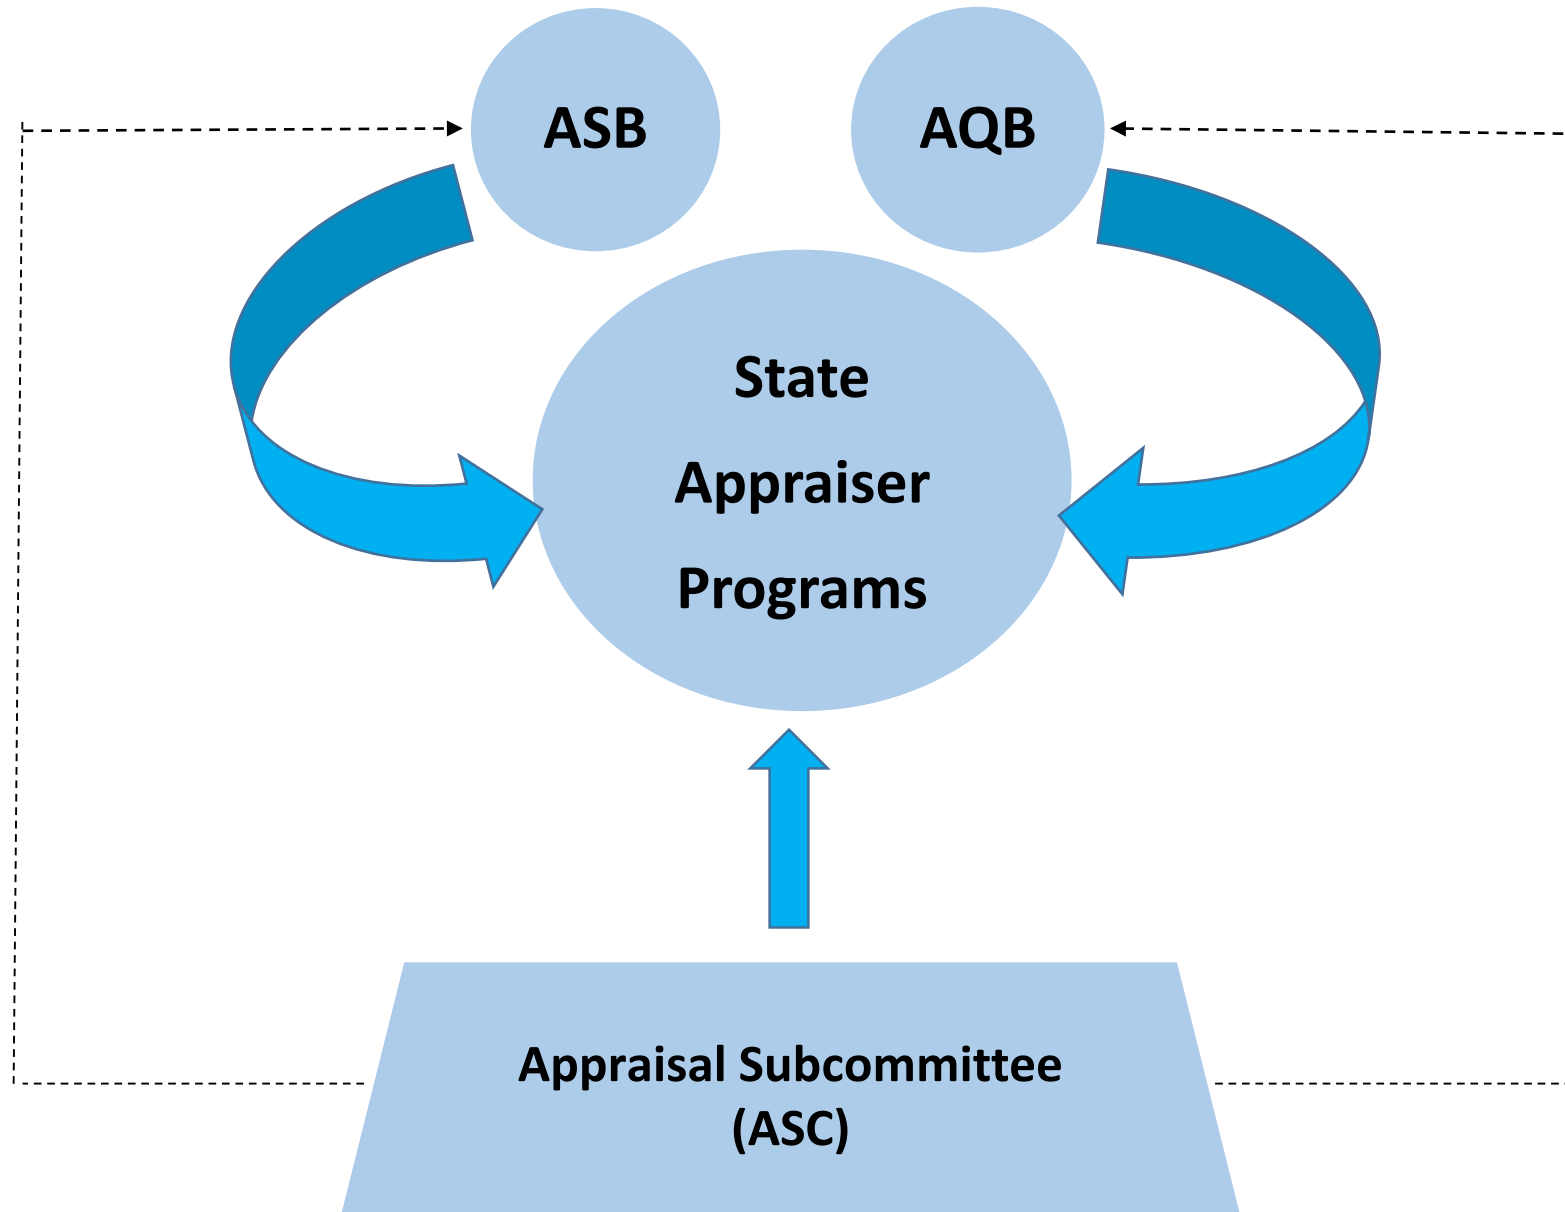 ASB
AQB
State
Appraiser
Programs
Appraisal Subcommittee
(ASC)